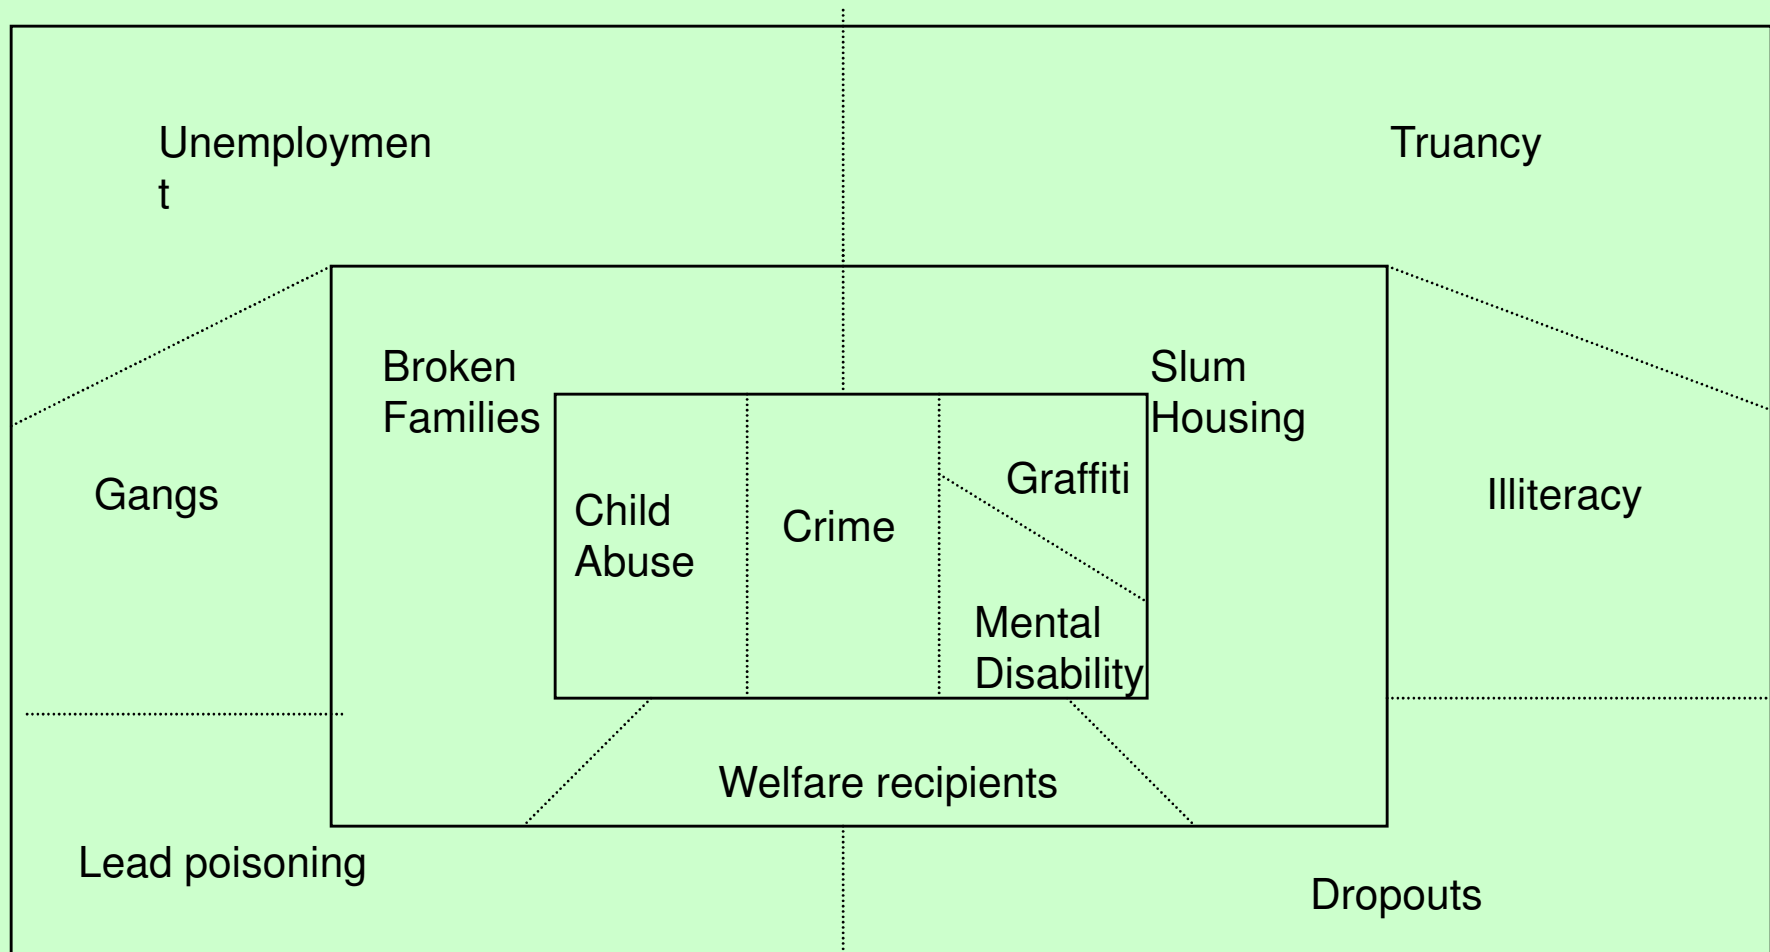 Unemploymen
t
Truancy
Broken
Families
Slum
Housing
Gangs
Child
Abuse
Crime
Graffiti
Mental
Disability
Illiteracy
Welfare recipients
Lead poisoning
Dropouts